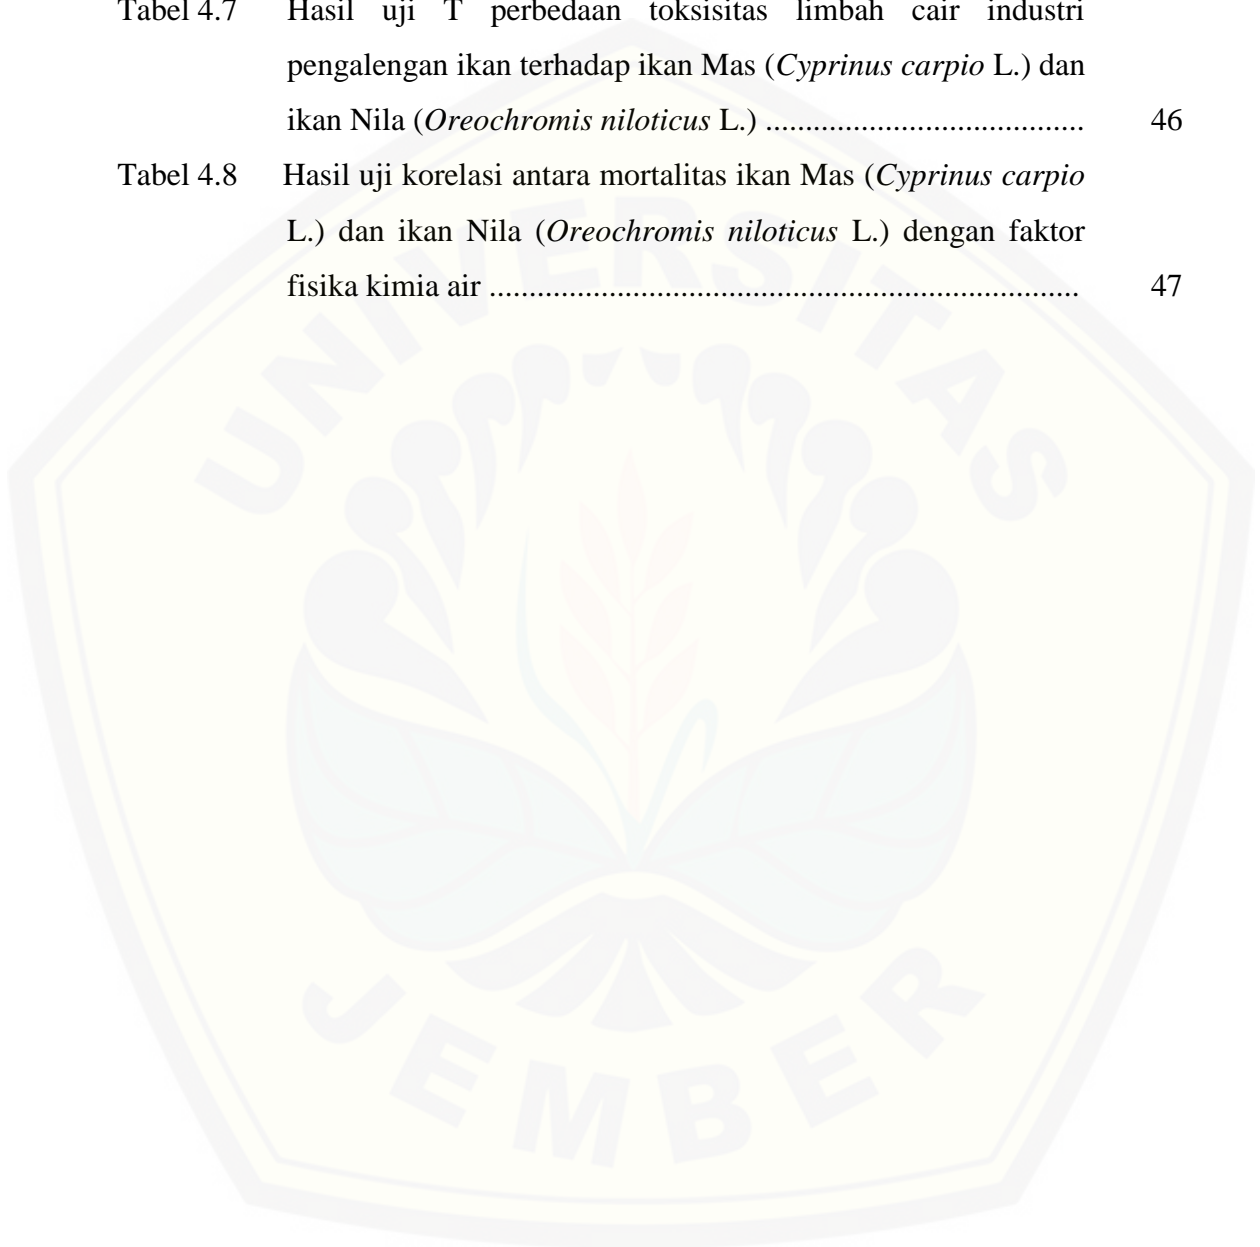 Tabel 4.7 Hasil uji T perbedaan toksisitas limbah cair industri
pengalengan ikan terhadap ikan Mas (Cyprinus carpio L.) dan
ikan Nila (Oreochromis niloticus L.) ........................................ 46
Tabel 4.8 Hasil uji korelasi antara mortalitas ikan Mas (Cyprinus carpio
L.) dan ikan Nila (Oreochromis niloticus L.) dengan faktor
fisika kimia air .......................................................................... 47
UNIVERSITAS
JEMBER